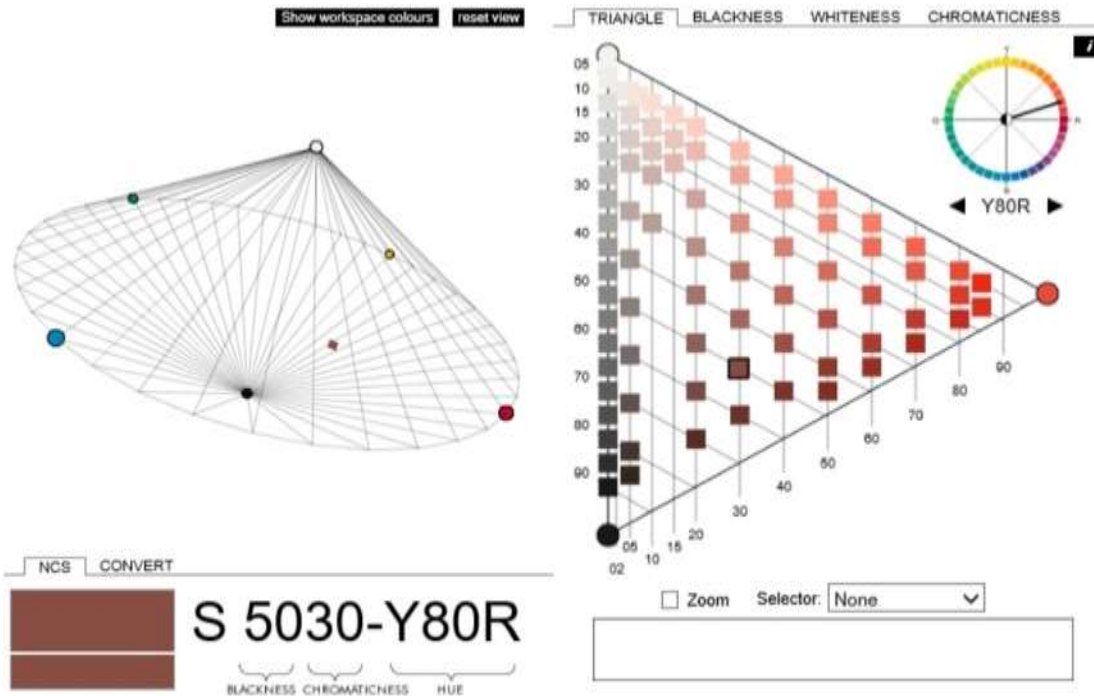 Show workspace colours reset view
TRIANGLE BLACKNESS WHITENESS CHROMATICNESS
i
05
10
15
20
30
40
50
60
70
80
90
Y
R
G
Y80R
90
80
70
60
50
40
30
20
15
10
05
02
NCS CONVERT
S 5030-Y80R
BLACKNESS CHROMATICNESS HUE
Zoom Selector: None